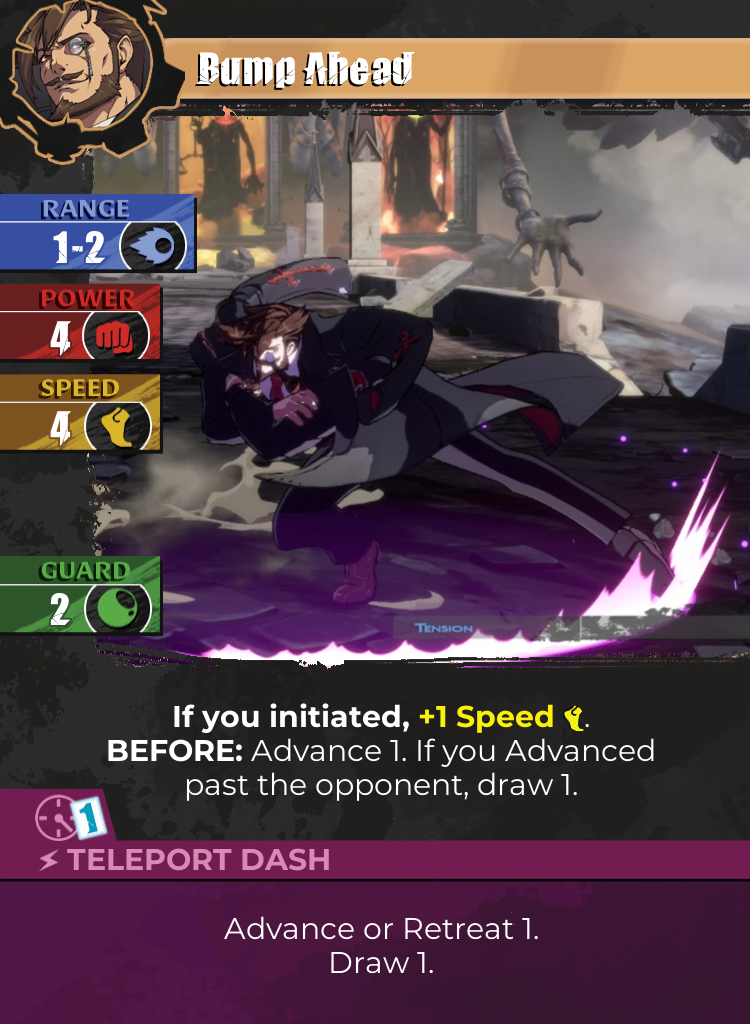 Bump Ahead
RANGE
1-2
POWER
4
SPEED
4
GUARD
2
TENSION
If you initiated, +1 Speed.
BEFORE: Advance 1. If you Advanced
past the opponent, draw 1.
1
⚡ TELEPORT DASH
Advance or Retreat 1.
Draw 1.